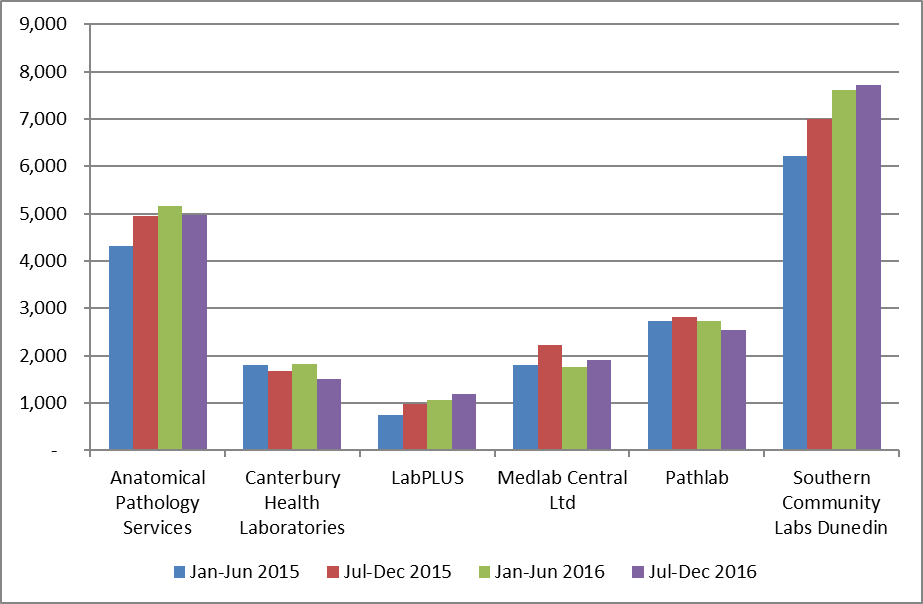 9,000
8,000
7,000
6,000
5,000
4,000
3,000
2,000
1,000
-
Anatomical
Pathology
Services
Canterbury
Health
Laboratories
LabPLUS
Medlab Central
Ltd
Pathlab
Southern
Community
Labs Dunedin
Jan-Jun 2015 Jul-Dec 2015 Jan-Jun 2016 Jul-Dec 2016